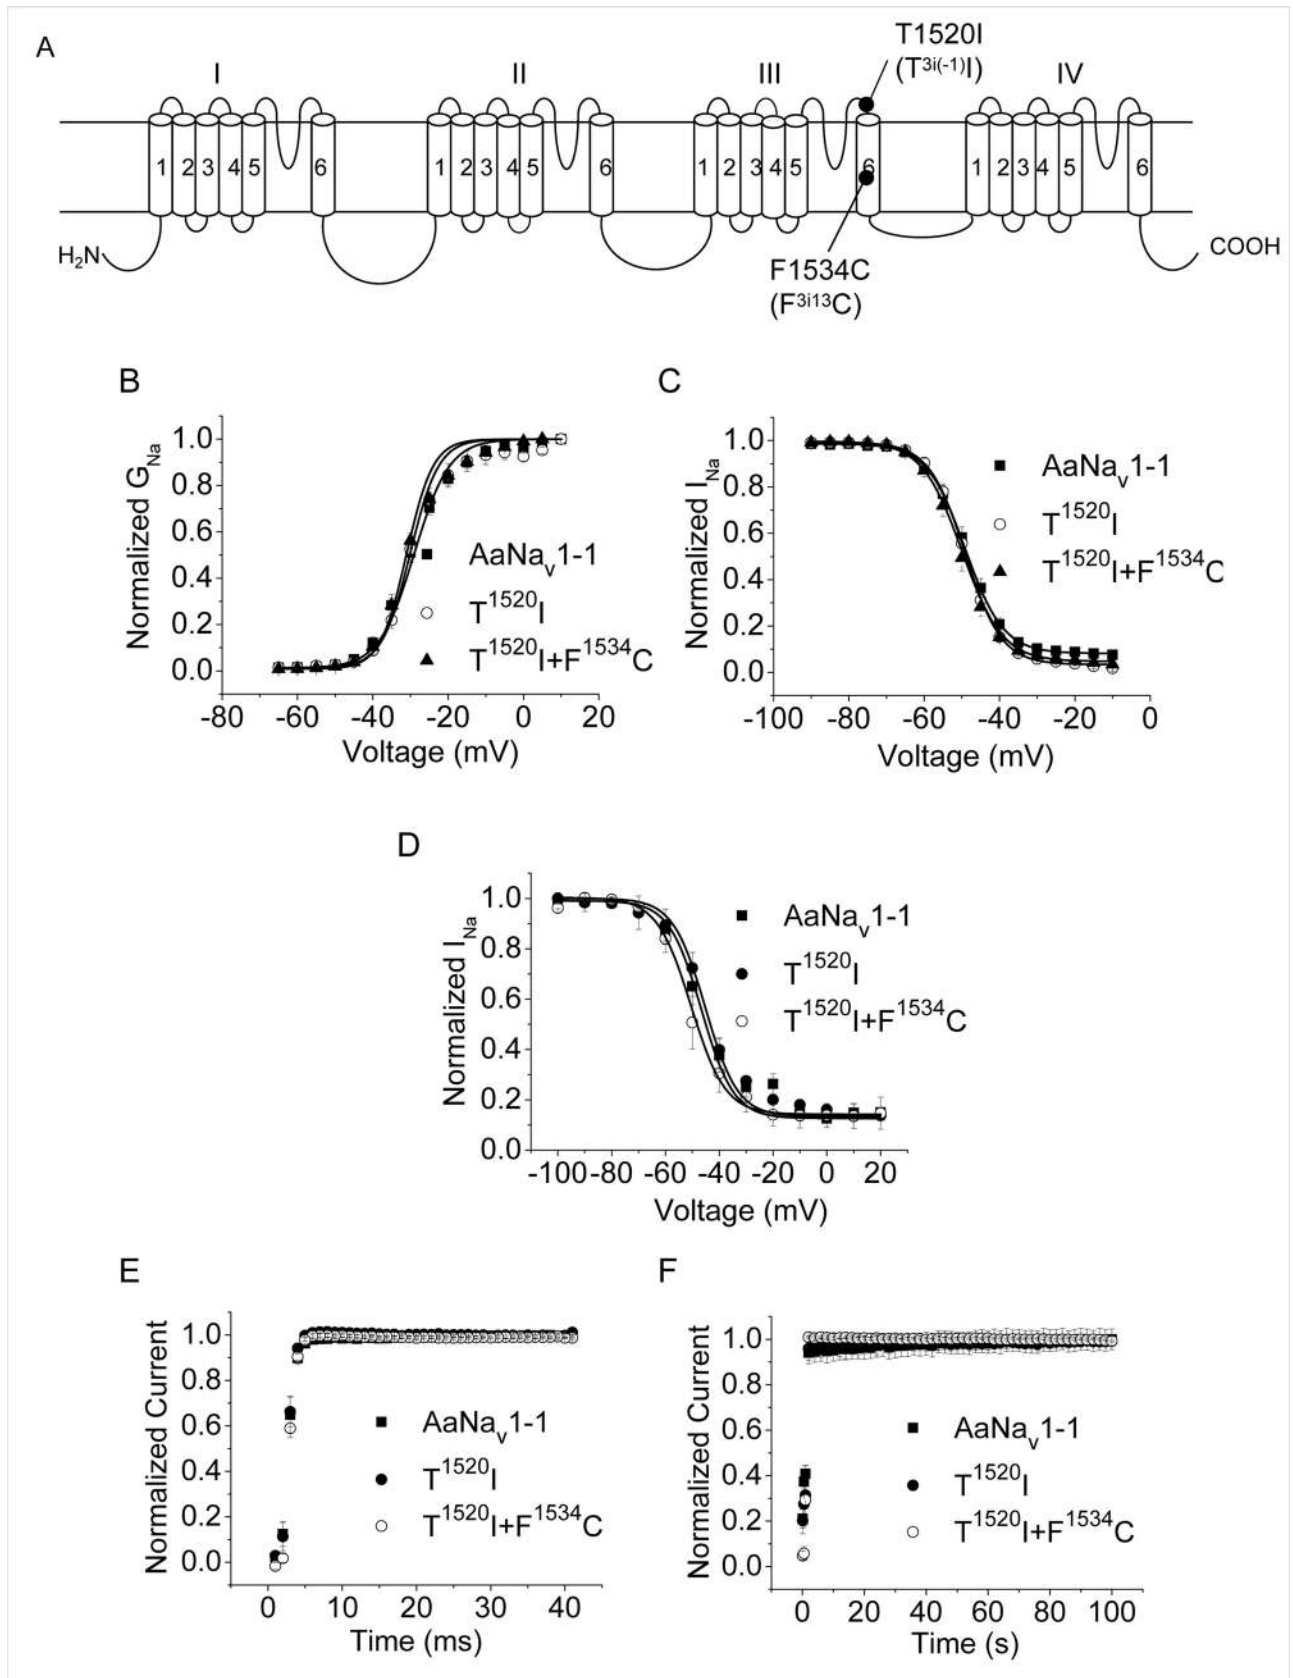 A
T1520I
(T3i(-1)I)
I II III IV
1 2 3 4 5 6 1 2 3 4 5 6 1 2 3 4 5 6 1 2 3 4 5 6
H2N
COOH
F1534C
(F3i13C)
B
Normalized GNa
1.0
0.8
0.6
0.4
0.2
0.0
AaNav1-1
T1520I
T1520I+F1534C
-80 -60 -40 -20 0 20
Voltage (mV)
C
Normalized INa
1.0
0.8
0.6
0.4
0.2
0.0
AaNav1-1
T1520I
T1520I+F1534C
-100 -80 -60 -40 -20 0
Voltage (mV)
D
Normalized INa
1.0
0.8
0.6
0.4
0.2
0.0
AaNav1-1
T1520I
T1520I+F1534C
-100 -80 -60 -40 -20 0 20
Voltage (mV)
E
Normalized Current
1.0
0.8
0.6
0.4
0.2
0.0
AaNav1-1
T1520I
T1520I+F1534C
0 10 20 30 40
Time (ms)
F
Normalized Current
1.0
0.8
0.6
0.4
0.2
0.0
AaNav1-1
T1520I
T1520I+F1534C
0 20 40 60 80 100
Time (s)